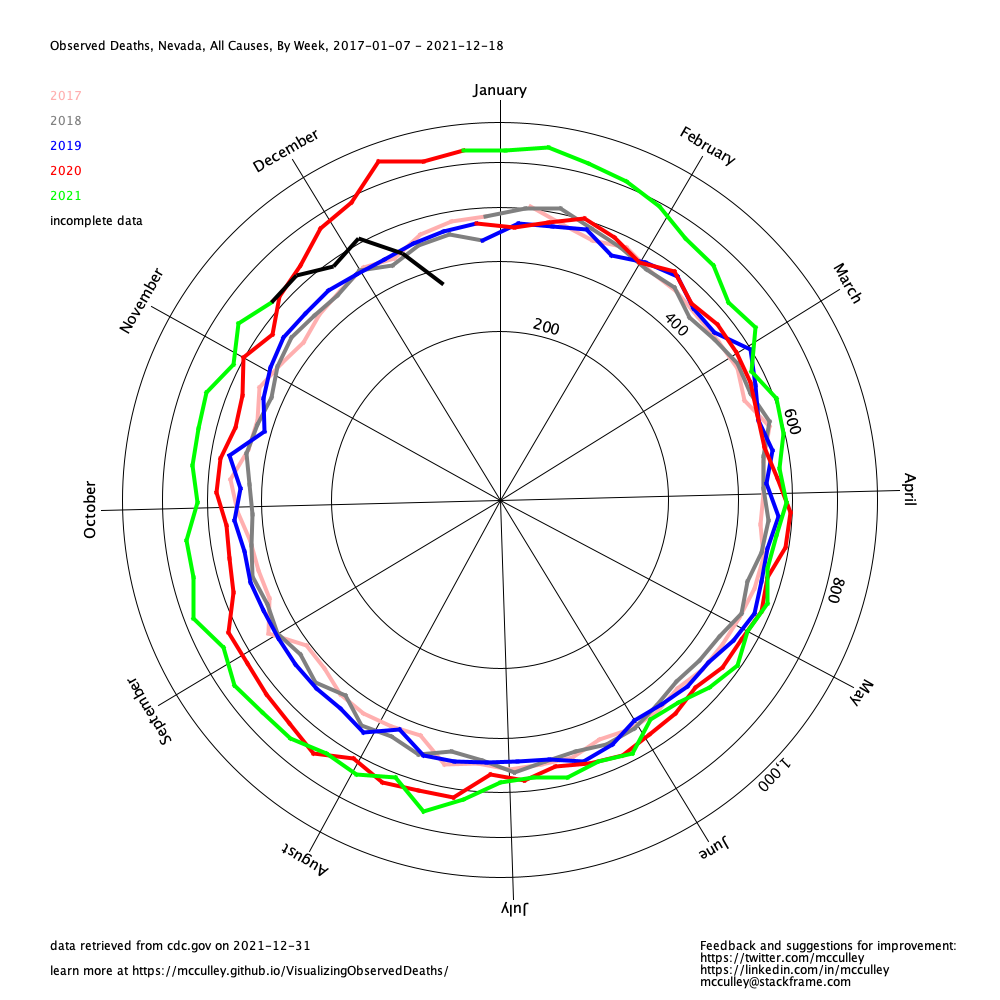 Observed Deaths, Nevada, All Causes, By Week, 2017-01-07 - 2021-12-18
2017
2018
2019
2020
2021
incomplete data
January
February
March
April
May
June
July
August
September
October
November
December
200
400
600
800
1,000
data retrieved from cdc.gov on 2021-12-31
learn more at https://mcculley.github.io/VisualizingObservedDeaths/
Feedback and suggestions for improvement:
https://twitter.com/mcculley
https://linkedin.com/in/mcculley
mcculley@stackframe.com